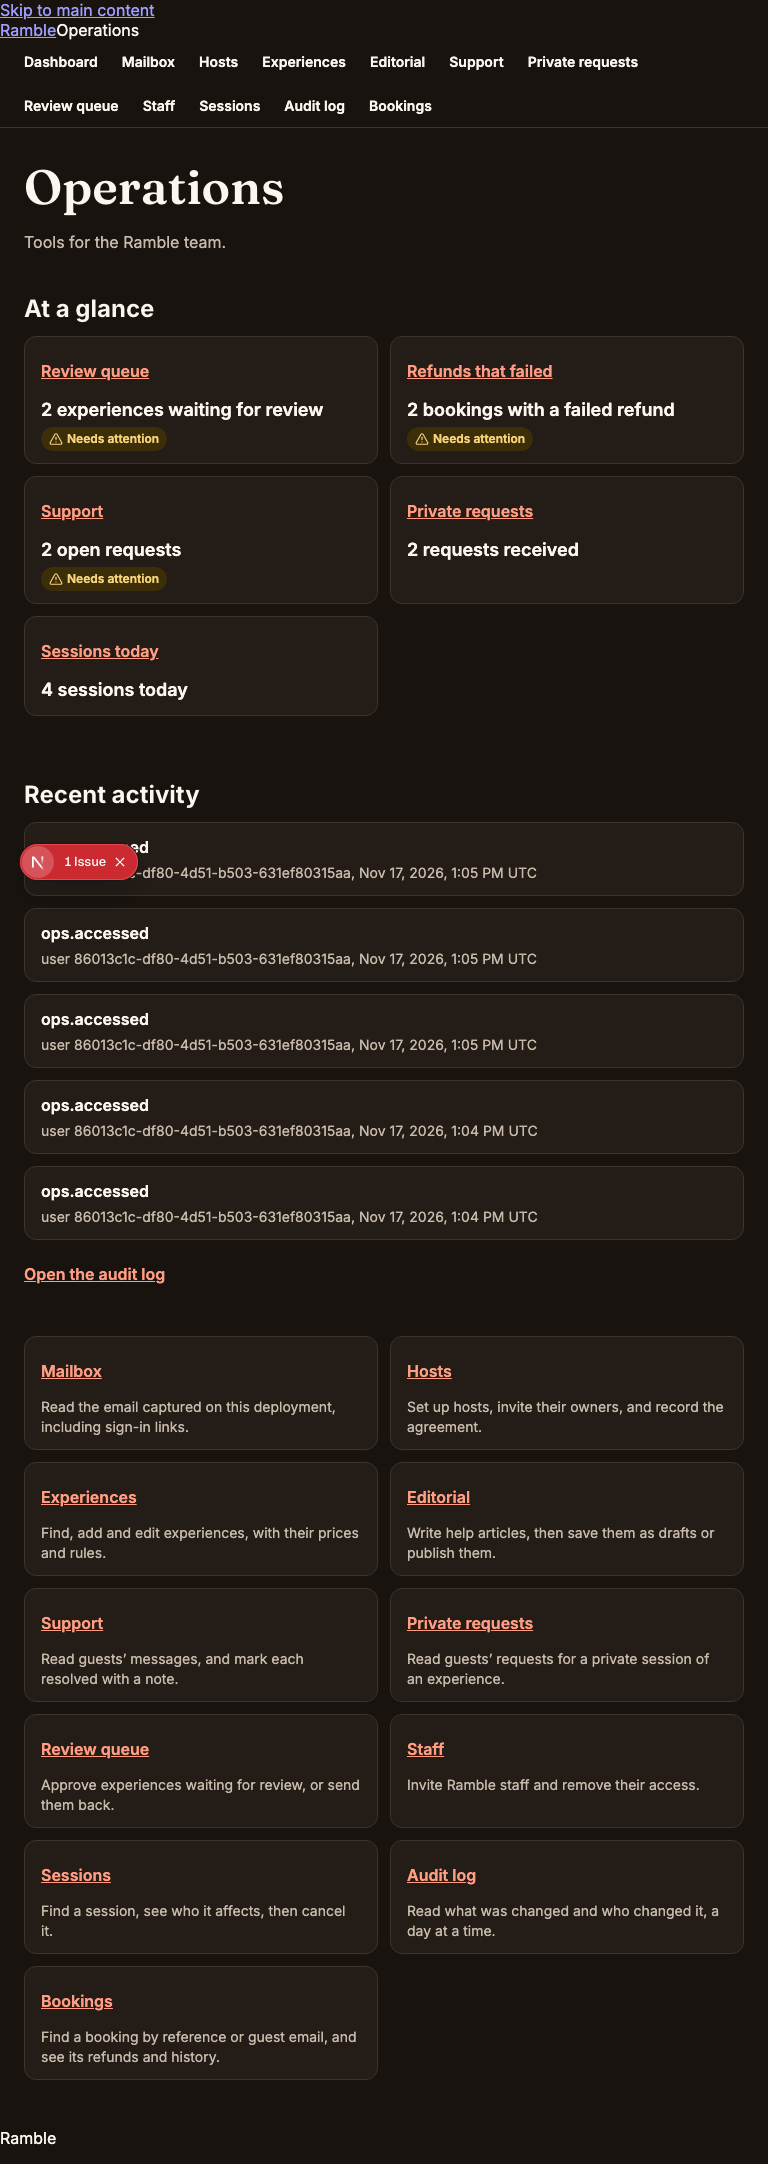 Skip to main content
RambleOperations
Dashboard Mailbox Hosts Experiences Editorial Support Private requests
Review queue Staff Sessions Audit log Bookings
Operations
Tools for the Ramble team.
At a glance
Review queue
2 experiences waiting for review
Needs attention
Refunds that failed
2 bookings with a failed refund
Needs attention
Support
2 open requests
Needs attention
Private requests
2 requests received
Sessions today
4 sessions today
Recent activity
1 Issue
-df80-4d51-b503-631ef80315aa, Nov 17, 2026, 1:05 PM UTC
ops.accessed
user 86013c1c-df80-4d51-b503-631ef80315aa, Nov 17, 2026, 1:05 PM UTC
ops.accessed
user 86013c1c-df80-4d51-b503-631ef80315aa, Nov 17, 2026, 1:05 PM UTC
ops.accessed
user 86013c1c-df80-4d51-b503-631ef80315aa, Nov 17, 2026, 1:04 PM UTC
ops.accessed
user 86013c1c-df80-4d51-b503-631ef80315aa, Nov 17, 2026, 1:04 PM UTC
Open the audit log
Mailbox
Read the email captured on this deployment,
including sign-in links.
Hosts
Set up hosts, invite their owners, and record the
agreement.
Experiences
Find, add and edit experiences, with their prices
and rules.
Editorial
Write help articles, then save them as drafts or
publish them.
Support
Read guests’ messages, and mark each
resolved with a note.
Private requests
Read guests’ requests for a private session of
an experience.
Review queue
Approve experiences waiting for review, or send
them back.
Staff
Invite Ramble staff and remove their access.
Sessions
Find a session, see who it affects, then cancel
it.
Audit log
Read what was changed and who changed it, a
day at a time.
Bookings
Find a booking by reference or guest email, and
see its refunds and history.
Ramble